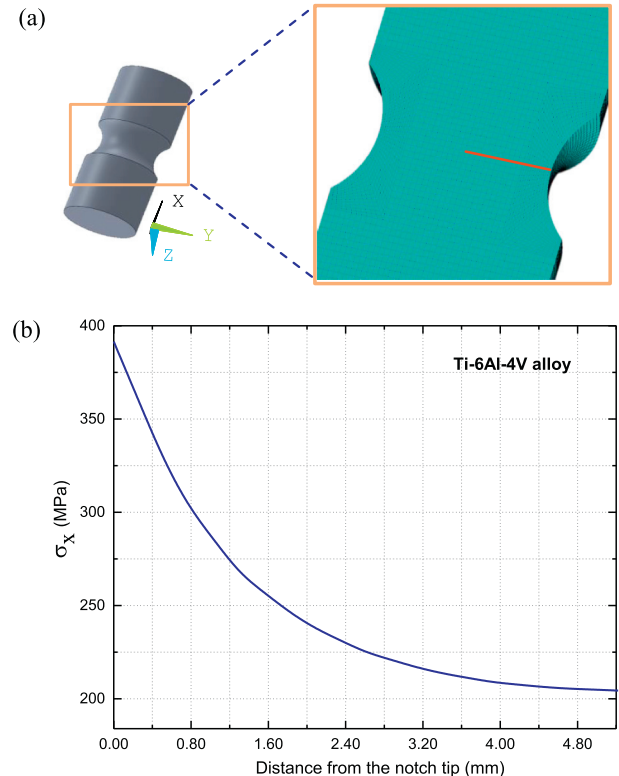 (a)
X
Y
Z
(b)
400
350
300
250
200
σX (MPa)
Ti-6Al-4V alloy
0.00 0.80 1.60 2.40 3.20 4.00 4.80
Distance from the notch tip (mm)